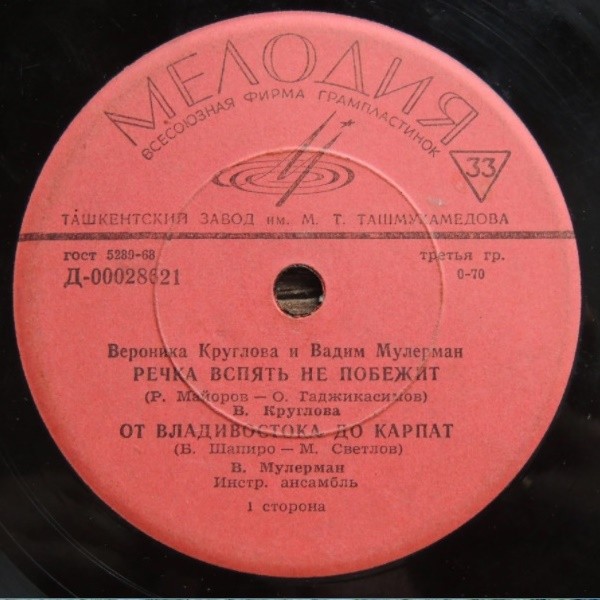 МЕЛОДИЯ
ВСЕСОЮЗНАЯ ФИРМА ГРАМПЛАСТИНОК
33
ТАШКЕНТСКИЙ ЗАВОД им. М. Т. ТАШМУХАМЕДОВА
гост 5289-68 третья гр.
Д-00028621 0-70
Вероника Круглова и Вадим Мулерман
РЕЧКА ВСПЯТЬ НЕ ПОБЕЖИТ
(Р. Майоров — О. Гаджикасимов)
В. Круглова
ОТ ВЛАДИВОСТОКА ДО КАРПАТ
(Б. Шапиро — М. Светлов)
В. Мулерман
Инстр. ансамбль
1 сторона